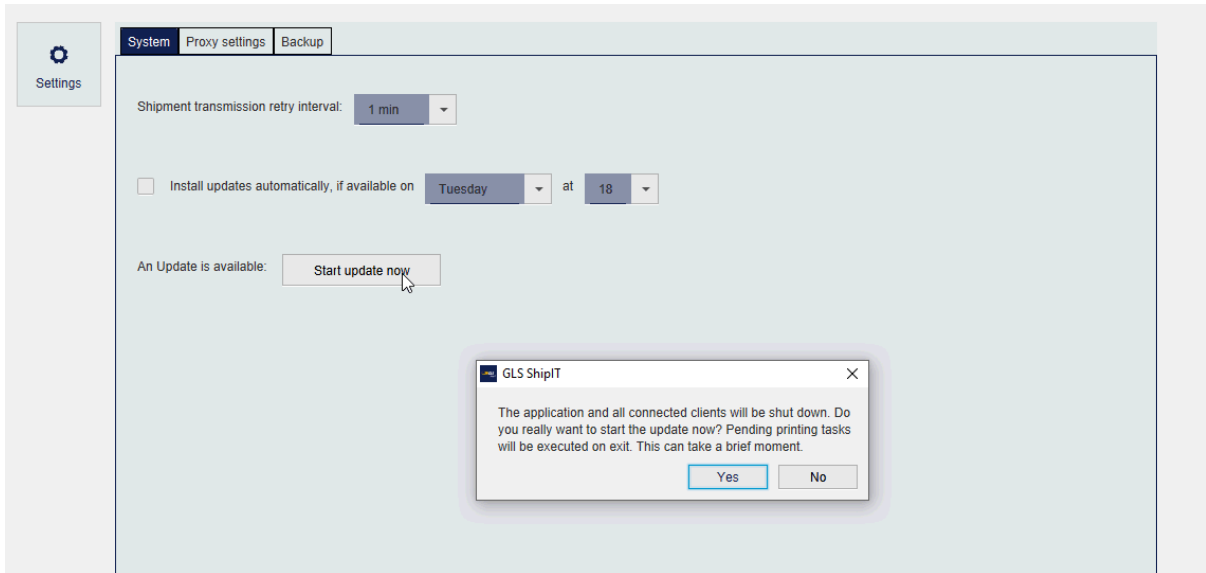 System Proxy settings Backup
Settings
Shipment transmission retry interval: 1 min
Install updates automatically, if available on Tuesday at 18
An Update is available: Start update now
GLS ShipIT
The application and all connected clients will be shut down. Do
you really want to start the update now? Pending printing tasks
will be executed on exit. This can take a brief moment.
Yes No